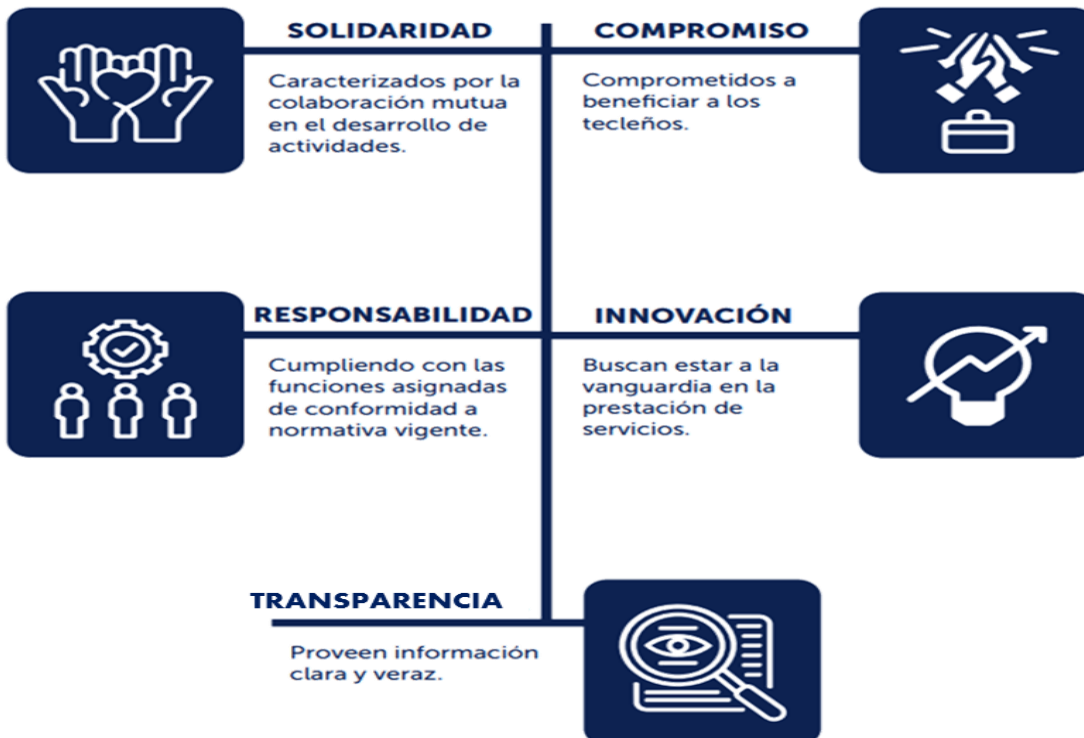 SOLIDARIDAD
Caracterizados por la
colaboración mutua
en el desarrollo de
actividades.
COMPROMISO
Comprometidos a
beneficiar a los
tecleños.
RESPONSABILIDAD
Cumpliendo con las
funciones asignadas
de conformidad a
normativa vigente.
INNOVACIÓN
Buscan estar a la
vanguardia en la
prestación de
servicios.
TRANSPARENCIA
Proveen información
clara y veraz.